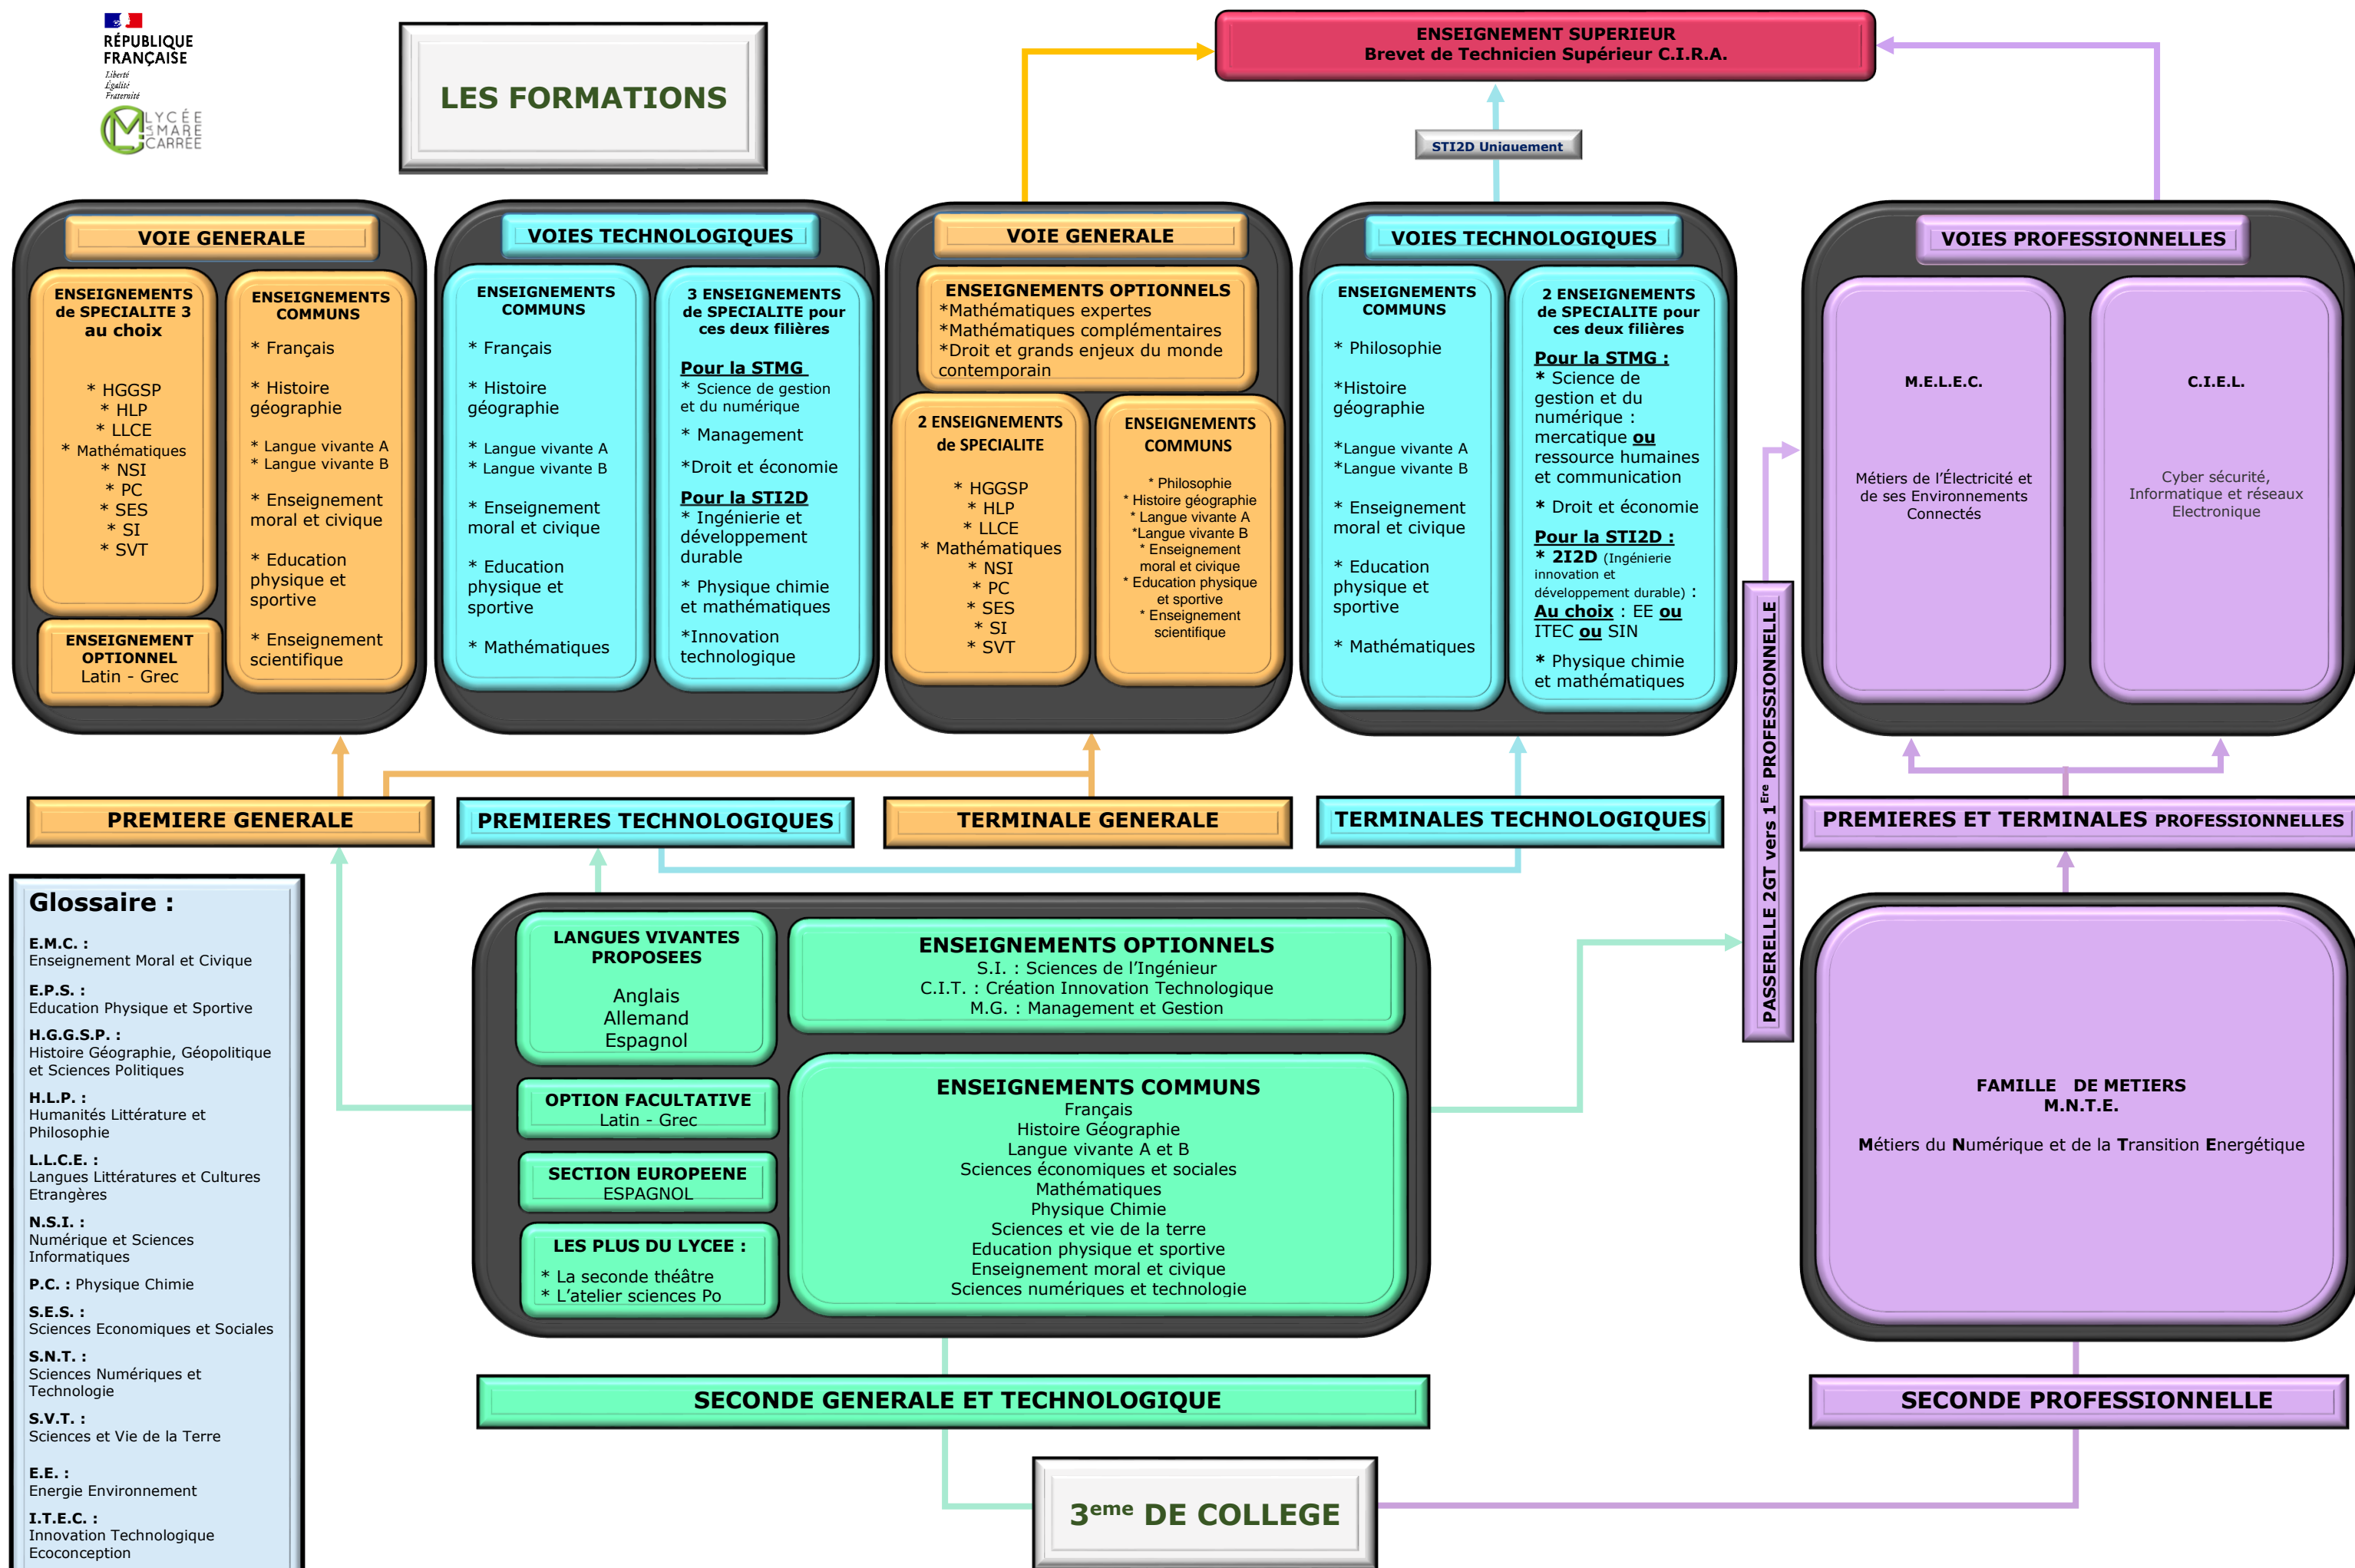 RÉPUBLIQUE
FRANÇAISE
Liberté
Égalité
Fraternité
LYCÉE
LA MARE
CARRÉE
LES FORMATIONS
ENSEIGNEMENT SUPERIEUR
Brevet de Technicien Supérieur C.I.R.A.
STI2D Uniquement
VOIE GENERALE
ENSEIGNEMENTS
de SPECIALITE 3
au choix
* HGGSP
* HLP
* LLCE
* Mathématiques
* NSI
* PC
* SES
* SI
* SVT
ENSEIGNEMENT
OPTIONNEL
Latin - Grec
ENSEIGNEMENTS
COMMUNS
* Français
* Histoire
géographie
* Langue vivante A
* Langue vivante B
* Enseignement
moral et civique
* Education
physique et
sportive
* Enseignement
scientifique
VOIES TECHNOLOGIQUES
ENSEIGNEMENTS
COMMUNS
* Français
* Histoire
géographie
* Langue vivante A
* Langue vivante B
* Enseignement
moral et civique
* Education
physique et
sportive
* Mathématiques
3 ENSEIGNEMENTS
de SPECIALITE pour
ces deux filières
Pour la STMG
* Science de gestion
et du numérique
* Management
*Droit et économie
Pour la STI2D
* Ingénierie et
développement
durable
* Physique chimie
et mathématiques
*Innovation
technologique
VOIE GENERALE
ENSEIGNEMENTS OPTIONNELS
*Mathématiques expertes
*Mathématiques complémentaires
*Droit et grands enjeux du monde
contemporain
2 ENSEIGNEMENTS
de SPECIALITE
* HGGSP
* HLP
* LLCE
* Mathématiques
* NSI
* PC
* SES
* SI
* SVT
ENSEIGNEMENTS
COMMUNS
* Philosophie
* Histoire géographie
* Langue vivante A
*Langue vivante B
* Enseignement
moral et civique
* Education physique
et sportive
* Enseignement
scientifique
VOIES TECHNOLOGIQUES
ENSEIGNEMENTS
COMMUNS
* Philosophie
*Histoire
géographie
*Langue vivante A
*Langue vivante B
* Enseignement
moral et civique
* Education
physique et
sportive
* Mathématiques
2 ENSEIGNEMENTS
de SPECIALITE pour
ces deux filières
Pour la STMG :
* Science de
gestion et du
numérique :
mercatique ou
ressource humaines
et communication
* Droit et économie
Pour la STI2D :
* 2I2D (Ingénierie
innovation et
développement durable) :
Au choix : EE ou
ITEC ou SIN
* Physique chimie
et mathématiques
VOIES PROFESSIONNELLES
M.E.L.E.C.
Métiers de l'Électricité et
de ses Environnements
Connectés
C.I.E.L.
Cyber sécurité,
Informatique et réseaux
Electronique
PASSERELLE 2GT vers 1Ere PROFESSIONNELLE
PREMIERE GENERALE
PREMIERES TECHNOLOGIQUES
TERMINALE GENERALE
TERMINALES TECHNOLOGIQUES
PREMIERES ET TERMINALES PROFESSIONNELLES
Glossaire :
E.M.C. :
Enseignement Moral et Civique
E.P.S. :
Education Physique et Sportive
H.G.G.S.P. :
Histoire Géographie, Géopolitique
et Sciences Politiques
H.L.P. :
Humanités Littérature et
Philosophie
L.L.C.E. :
Langues Littératures et Cultures
Etrangères
N.S.I. :
Numérique et Sciences
Informatiques
P.C. : Physique Chimie
S.E.S. :
Sciences Economiques et Sociales
S.N.T. :
Sciences Numériques et
Technologie
S.V.T. :
Sciences et Vie de la Terre
E.E. :
Energie Environnement
I.T.E.C. :
Innovation Technologique
Ecoconception
LANGUES VIVANTES
PROPOSEES
Anglais
Allemand
Espagnol
OPTION FACULTATIVE
Latin - Grec
SECTION EUROPEENE
ESPAGNOL
LES PLUS DU LYCEE :
* La seconde théâtre
* L'atelier sciences Po
ENSEIGNEMENTS OPTIONNELS
S.I. : Sciences de l'Ingénieur
C.I.T. : Création Innovation Technologique
M.G. : Management et Gestion
ENSEIGNEMENTS COMMUNS
Français
Histoire Géographie
Langue vivante A et B
Sciences économiques et sociales
Mathématiques
Physique Chimie
Sciences et vie de la terre
Education physique et sportive
Enseignement moral et civique
Sciences numériques et technologie
FAMILLE DE METIERS
M.N.T.E.
Métiers du Numérique et de la Transition Energétique
SECONDE GENERALE ET TECHNOLOGIQUE
SECONDE PROFESSIONNELLE
3eme DE COLLEGE